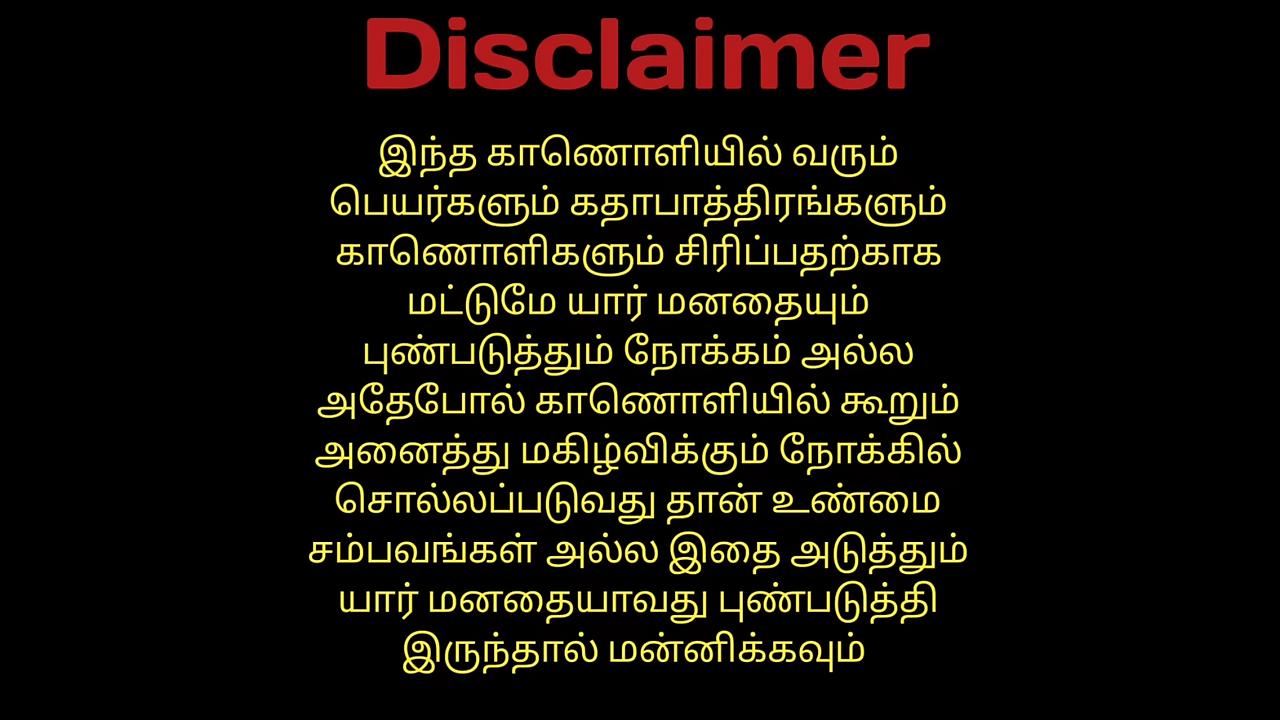 Disclaimer
இந்த காணொளியில் வரும்
பெயர்களும் கதாபாத்திரங்களும்
காணொளிகளும் சிரிப்பதற்காக
மட்டுமே யார் மனதையும்
புண்படுத்தும் நோக்கம் அல்ல
அதேபோல் காணொளியில் கூறும்
அனைத்து மகிழ்விக்கும் நோக்கில்
சொல்லப்படுவது தான் உண்மை
சம்பவங்கள் அல்ல இதை அடுத்தும்
யார் மனதையாவது புண்படுத்தி
இருந்தால் மன்னிக்கவும்